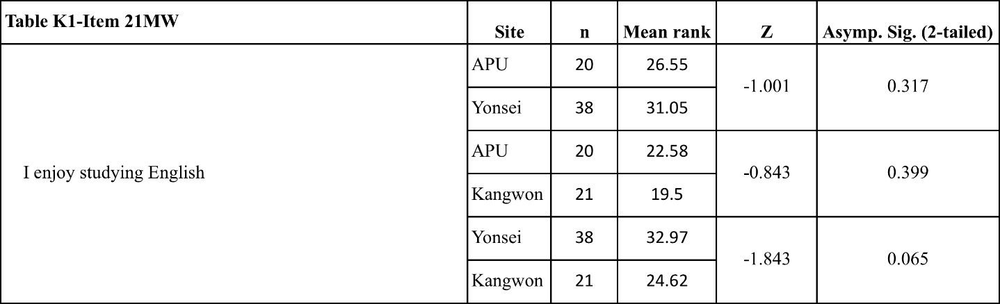 Table K1-Item 21MW
Site n Mean rank Z Asymp. Sig. (2-tailed)
I enjoy studying English
APU 20 26.55 -1.001 0.317
Yonsei 38 31.05
APU 20 22.58 -0.843 0.399
Kangwon 21 19.5
Yonsei 38 32.97 -1.843 0.065
Kangwon 21 24.62